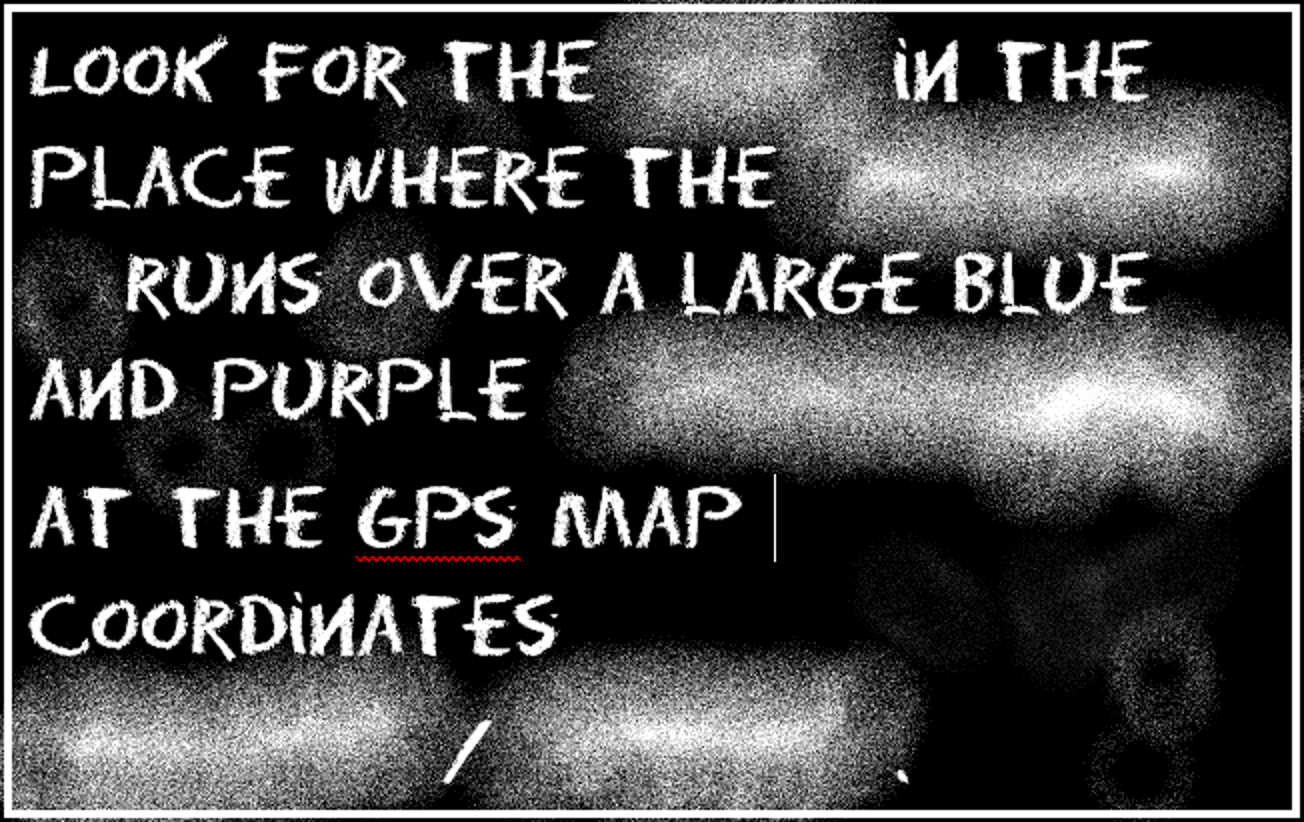 LOOK FOR THE iN THE
PLACE WHERE THE
RUNS OVER A LARGE BLUE
AND PURPLE
AT THE GPS MAP
COORDiNATES
/ .